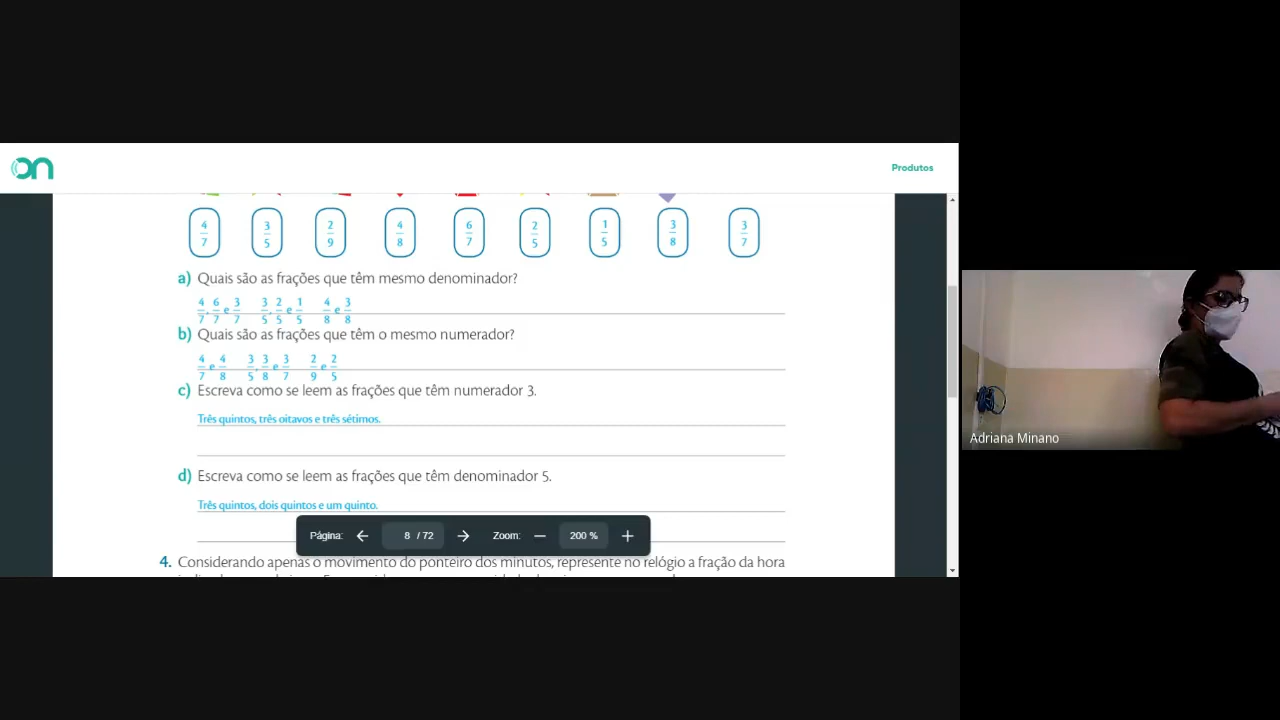 on
Produtos
4/7 3/5 2/9 4/8 6/7 2/5 1/5 3/8 3/7
a) Quais são as frações que têm mesmo denominador?
4/7, 6/7 e 3/7 3/5, 2/5 e 1/5 4/8 e 3/8
b) Quais são as frações que têm o mesmo numerador?
4/7 e 4/8 3/5, 3/8 e 3/7 2/9 e 2/5
c) Escreva como se leem as frações que têm numerador 3.
Três quintos, três oitavos e três sétimos.
d) Escreva como se leem as frações que têm denominador 5.
Três quintos, dois quintos e um quinto.
Página: 8 / 72 Zoom: 200 %
4. Considerando apenas o movimento do ponteiro dos minutos, represente no relógio a fração da hora
Adriana Minano